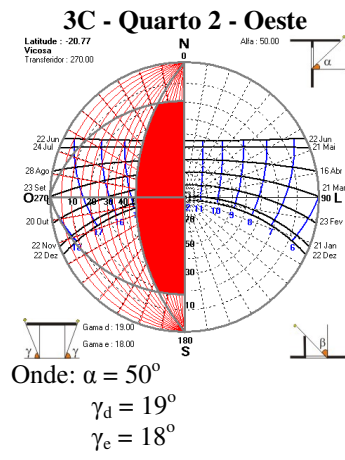 3C - Quarto 2 - Oeste
Latitude : -20.77
Vicosa
Transferidor : 270.00
Alfa : 50.00
α
N
0
22 Jun
24 Jul
28 Ago
23 Set
O 270
20 Out
22 Nov
22 Dez
22 Jun
21 Mai
16 Abr
21 Mar
90 L
23 Fev
21 Jan
22 Dez
10 20 30 40
11 10 9 8 7 6
50
70
30
10
180
S
Gama d : 19.00
Gama e : 18.00
γ γ
β
Onde: α = 50º
γd = 19º
γe = 18º